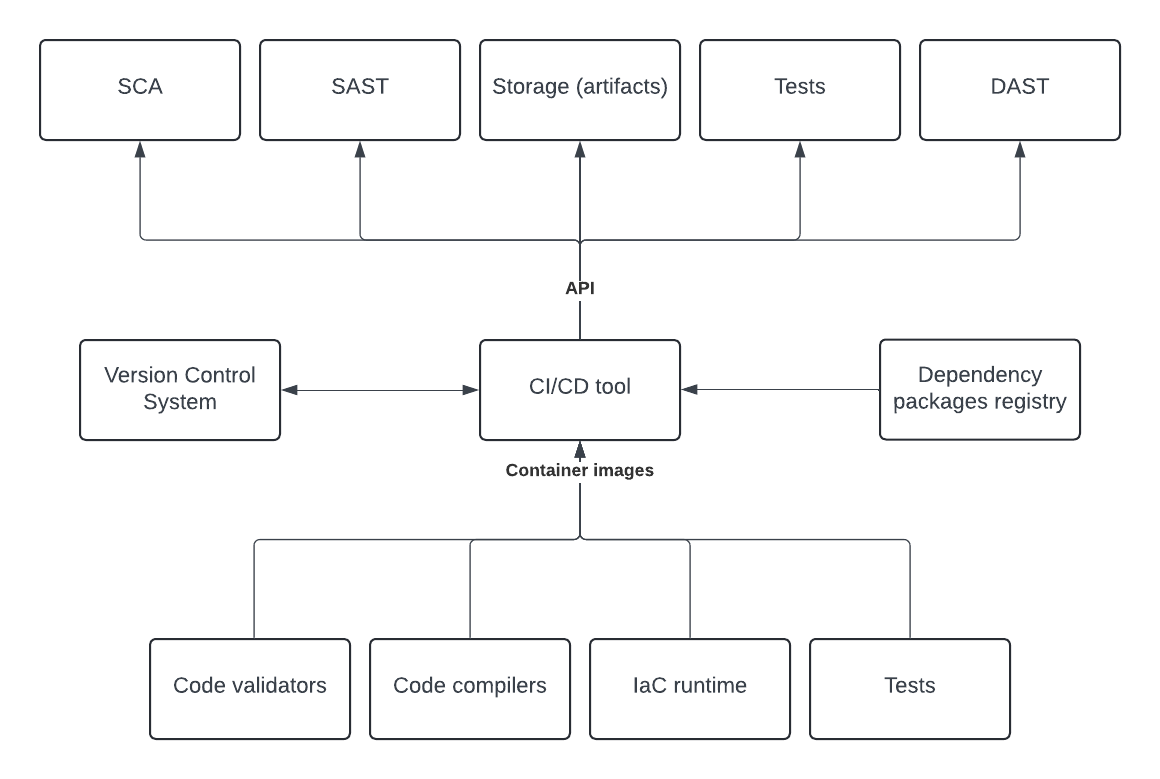 SCA
SAST
Storage (artifacts)
Tests
DAST
API
Version Control
System
CI/CD tool
Dependency
packages registry
Container images
Code validators
Code compilers
IaC runtime
Tests